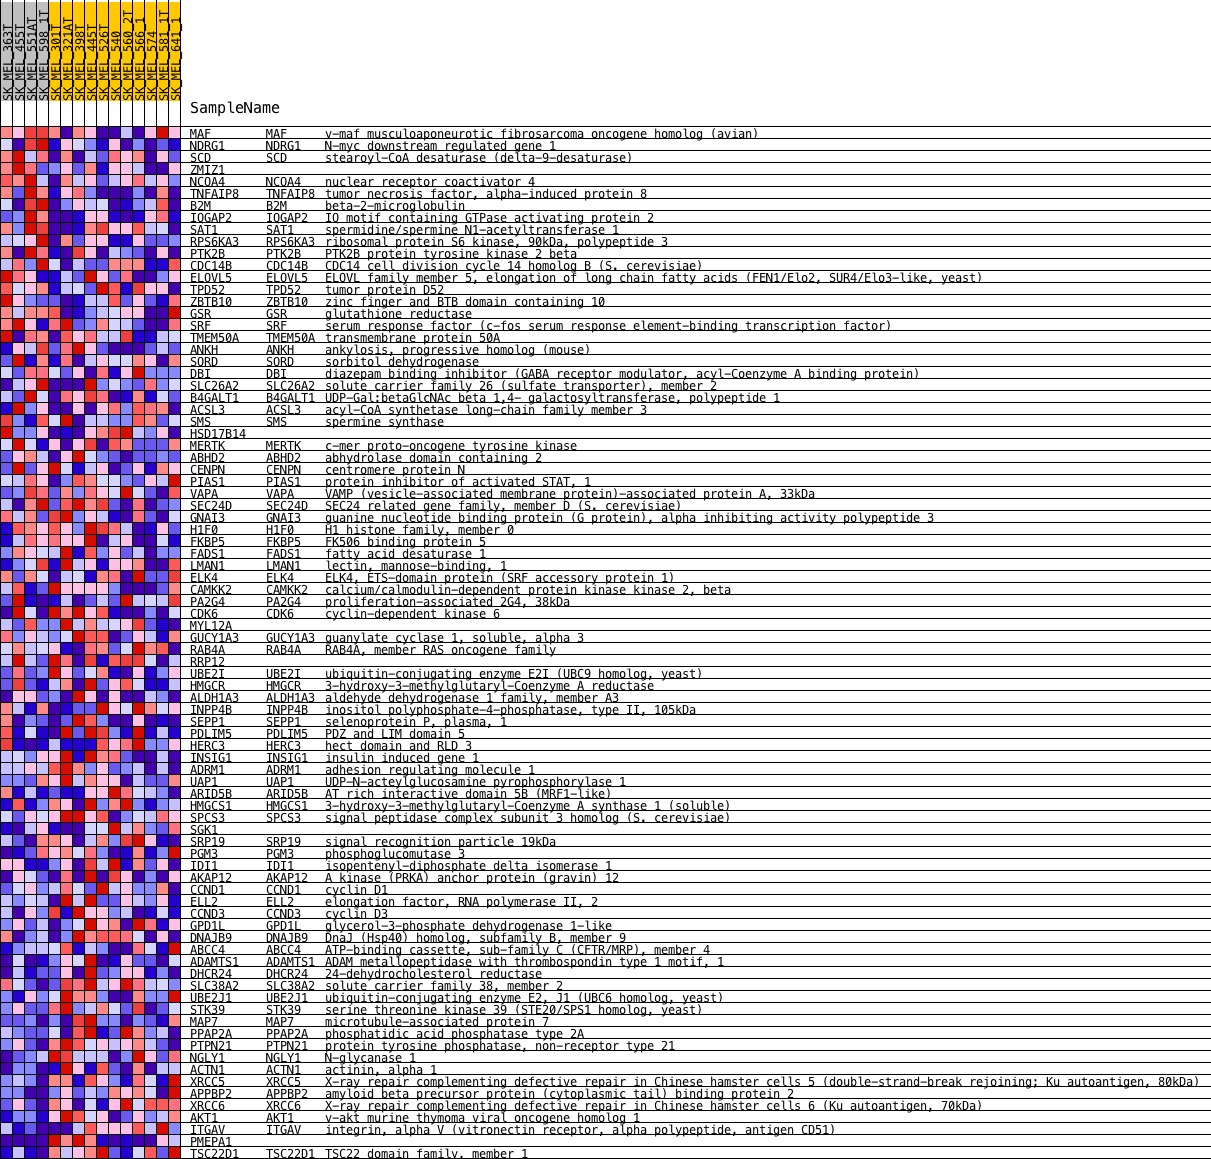 SK_MEL_363T
SK_MEL_455T
SK_MEL_551AT
SK_MEL_598_1T
SK_MEL_301T
SK_MEL_321AT
SK_MEL_398T
SK_MEL_445T
SK_MEL_526T
SK_MEL_540
SK_MEL_560_2T
SK_MEL_566_1
SK_MEL_574
SK_MEL_581_1T
SK_MEL_641_1
SampleName
MAF MAF v-maf musculoaponeurotic fibrosarcoma oncogene homolog (avian)
NDRG1 NDRG1 N-myc downstream regulated gene 1
SCD SCD stearoyl-CoA desaturase (delta-9-desaturase)
ZMIZ1
NCOA4 NCOA4 nuclear receptor coactivator 4
TNFAIP8 TNFAIP8 tumor necrosis factor, alpha-induced protein 8
B2M B2M beta-2-microglobulin
IQGAP2 IQGAP2 IQ motif containing GTPase activating protein 2
SAT1 SAT1 spermidine/spermine N1-acetyltransferase 1
RPS6KA3 RPS6KA3 ribosomal protein S6 kinase, 90kDa, polypeptide 3
PTK2B PTK2B PTK2B protein tyrosine kinase 2 beta
CDC14B CDC14B CDC14 cell division cycle 14 homolog B (S. cerevisiae)
ELOVL5 ELOVL5 ELOVL family member 5, elongation of long chain fatty acids (FEN1/Elo2, SUR4/Elo3-like, yeast)
TPD52 TPD52 tumor protein D52
ZBTB10 ZBTB10 zinc finger and BTB domain containing 10
GSR GSR glutathione reductase
SRF SRF serum response factor (c-fos serum response element-binding transcription factor)
TMEM50A TMEM50A transmembrane protein 50A
ANKH ANKH ankylosis, progressive homolog (mouse)
SORD SORD sorbitol dehydrogenase
DBI DBI diazepam binding inhibitor (GABA receptor modulator, acyl-Coenzyme A binding protein)
SLC26A2 SLC26A2 solute carrier family 26 (sulfate transporter), member 2
B4GALT1 B4GALT1 UDP-Gal:betaGlcNAc beta 1,4- galactosyltransferase, polypeptide 1
ACSL3 ACSL3 acyl-CoA synthetase long-chain family member 3
SMS SMS spermine synthase
HSD17B14
MERTK MERTK c-mer proto-oncogene tyrosine kinase
ABHD2 ABHD2 abhydrolase domain containing 2
CENPN CENPN centromere protein N
PIAS1 PIAS1 protein inhibitor of activated STAT, 1
VAPA VAPA VAMP (vesicle-associated membrane protein)-associated protein A, 33kDa
SEC24D SEC24D SEC24 related gene family, member D (S. cerevisiae)
GNAI3 GNAI3 guanine nucleotide binding protein (G protein), alpha inhibiting activity polypeptide 3
H1F0 H1F0 H1 histone family, member 0
FKBP5 FKBP5 FK506 binding protein 5
FADS1 FADS1 fatty acid desaturase 1
LMAN1 LMAN1 lectin, mannose-binding, 1
ELK4 ELK4 ELK4, ETS-domain protein (SRF accessory protein 1)
CAMKK2 CAMKK2 calcium/calmodulin-dependent protein kinase kinase 2, beta
PA2G4 PA2G4 proliferation-associated 2G4, 38kDa
CDK6 CDK6 cyclin-dependent kinase 6
MYL12A
GUCY1A3 GUCY1A3 guanylate cyclase 1, soluble, alpha 3
RAB4A RAB4A RAB4A, member RAS oncogene family
RRP12
UBE2I UBE2I ubiquitin-conjugating enzyme E2I (UBC9 homolog, yeast)
HMGCR HMGCR 3-hydroxy-3-methylglutaryl-Coenzyme A reductase
ALDH1A3 ALDH1A3 aldehyde dehydrogenase 1 family, member A3
INPP4B INPP4B inositol polyphosphate-4-phosphatase, type II, 105kDa
SEPP1 SEPP1 selenoprotein P, plasma, 1
PDLIM5 PDLIM5 PDZ and LIM domain 5
HERC3 HERC3 hect domain and RLD 3
INSIG1 INSIG1 insulin induced gene 1
ADRM1 ADRM1 adhesion regulating molecule 1
UAP1 UAP1 UDP-N-acteylglucosamine pyrophosphorylase 1
ARID5B ARID5B AT rich interactive domain 5B (MRF1-like)
HMGCS1 HMGCS1 3-hydroxy-3-methylglutaryl-Coenzyme A synthase 1 (soluble)
SPCS3 SPCS3 signal peptidase complex subunit 3 homolog (S. cerevisiae)
SGK1
SRP19 SRP19 signal recognition particle 19kDa
PGM3 PGM3 phosphoglucomutase 3
IDI1 IDI1 isopentenyl-diphosphate delta isomerase 1
AKAP12 AKAP12 A kinase (PRKA) anchor protein (gravin) 12
CCND1 CCND1 cyclin D1
ELL2 ELL2 elongation factor, RNA polymerase II, 2
CCND3 CCND3 cyclin D3
GPD1L GPD1L glycerol-3-phosphate dehydrogenase 1-like
DNAJB9 DNAJB9 DnaJ (Hsp40) homolog, subfamily B, member 9
ABCC4 ABCC4 ATP-binding cassette, sub-family C (CFTR/MRP), member 4
ADAMTS1 ADAMTS1 ADAM metallopeptidase with thrombospondin type 1 motif, 1
DHCR24 DHCR24 24-dehydrocholesterol reductase
SLC38A2 SLC38A2 solute carrier family 38, member 2
UBE2J1 UBE2J1 ubiquitin-conjugating enzyme E2, J1 (UBC6 homolog, yeast)
STK39 STK39 serine threonine kinase 39 (STE20/SPS1 homolog, yeast)
MAP7 MAP7 microtubule-associated protein 7
PPAP2A PPAP2A phosphatidic acid phosphatase type 2A
PTPN21 PTPN21 protein tyrosine phosphatase, non-receptor type 21
NGLY1 NGLY1 N-glycanase 1
ACTN1 ACTN1 actinin, alpha 1
XRCC5 XRCC5 X-ray repair complementing defective repair in Chinese hamster cells 5 (double-strand-break rejoining; Ku autoantigen, 80kDa)
APPBP2 APPBP2 amyloid beta precursor protein (cytoplasmic tail) binding protein 2
XRCC6 XRCC6 X-ray repair complementing defective repair in Chinese hamster cells 6 (Ku autoantigen, 70kDa)
AKT1 AKT1 v-akt murine thymoma viral oncogene homolog 1
ITGAV ITGAV integrin, alpha V (vitronectin receptor, alpha polypeptide, antigen CD51)
PMEPA1
TSC22D1 TSC22D1 TSC22 domain family, member 1